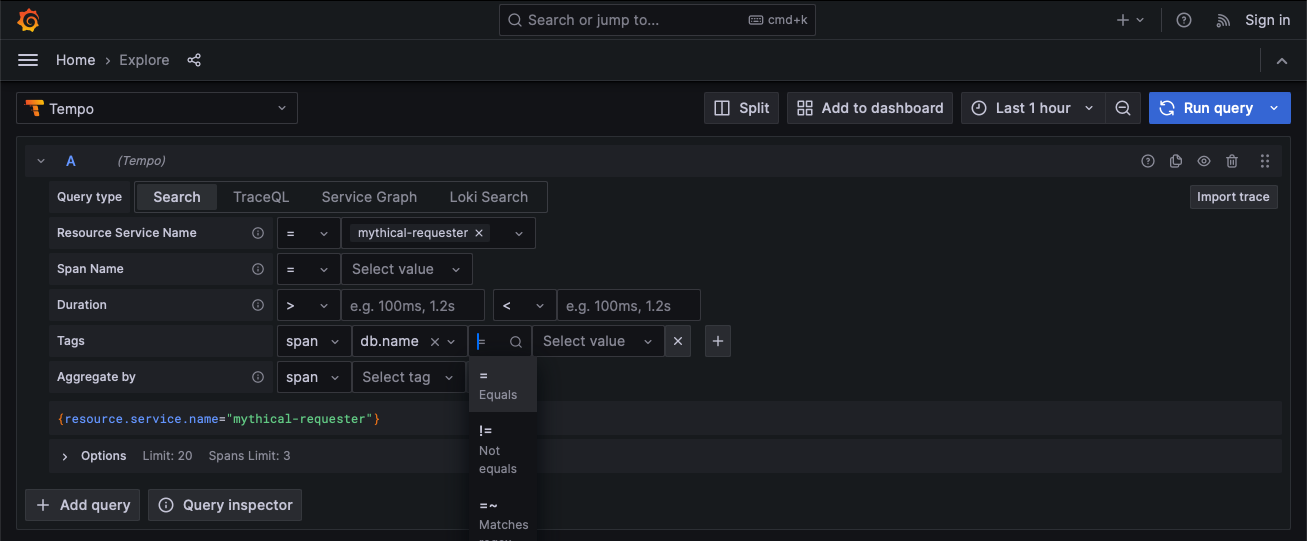 Search or jump to... cmd+k Sign in
Home › Explore
Tempo Split Add to dashboard Last 1 hour Run query
A (Tempo)
Query type Search TraceQL Service Graph Loki Search Import trace
Resource Service Name = mythical-requester ×
Span Name = Select value
Duration > e.g. 100ms, 1.2s < e.g. 100ms, 1.2s
Tags span db.name × = Select value × +
Aggregate by span Select tag
=
Equals
!=
Not
equals
=~
Matches
{resource.service.name="mythical-requester"}
Options Limit: 20 Spans Limit: 3
+ Add query Query inspector